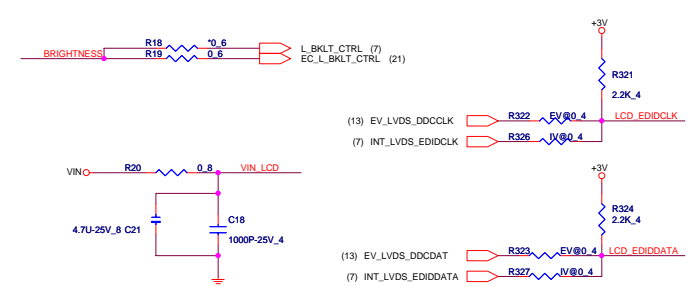 R18 *0_6 L_BKLT_CTRL (7)
BRIGHTNESS R19 0_6 EC_L_BKLT_CTRL (21)
+3V
R321
2.2K_4
(13) EV_LVDS_DDCCLK R322 EV@0_4 LCD_EDIDCLK
(7) INT_LVDS_EDIDCLK R326 IV@0_4
VIN R20 0_8 VIN_LCD
4.7U-25V_8 C21
C18
1000P-25V_4
+3V
R324
2.2K_4
(13) EV_LVDS_DDCDAT R323 EV@0_4 LCD_EDIDDATA
(7) INT_LVDS_EDIDDATA R327 IV@0_4